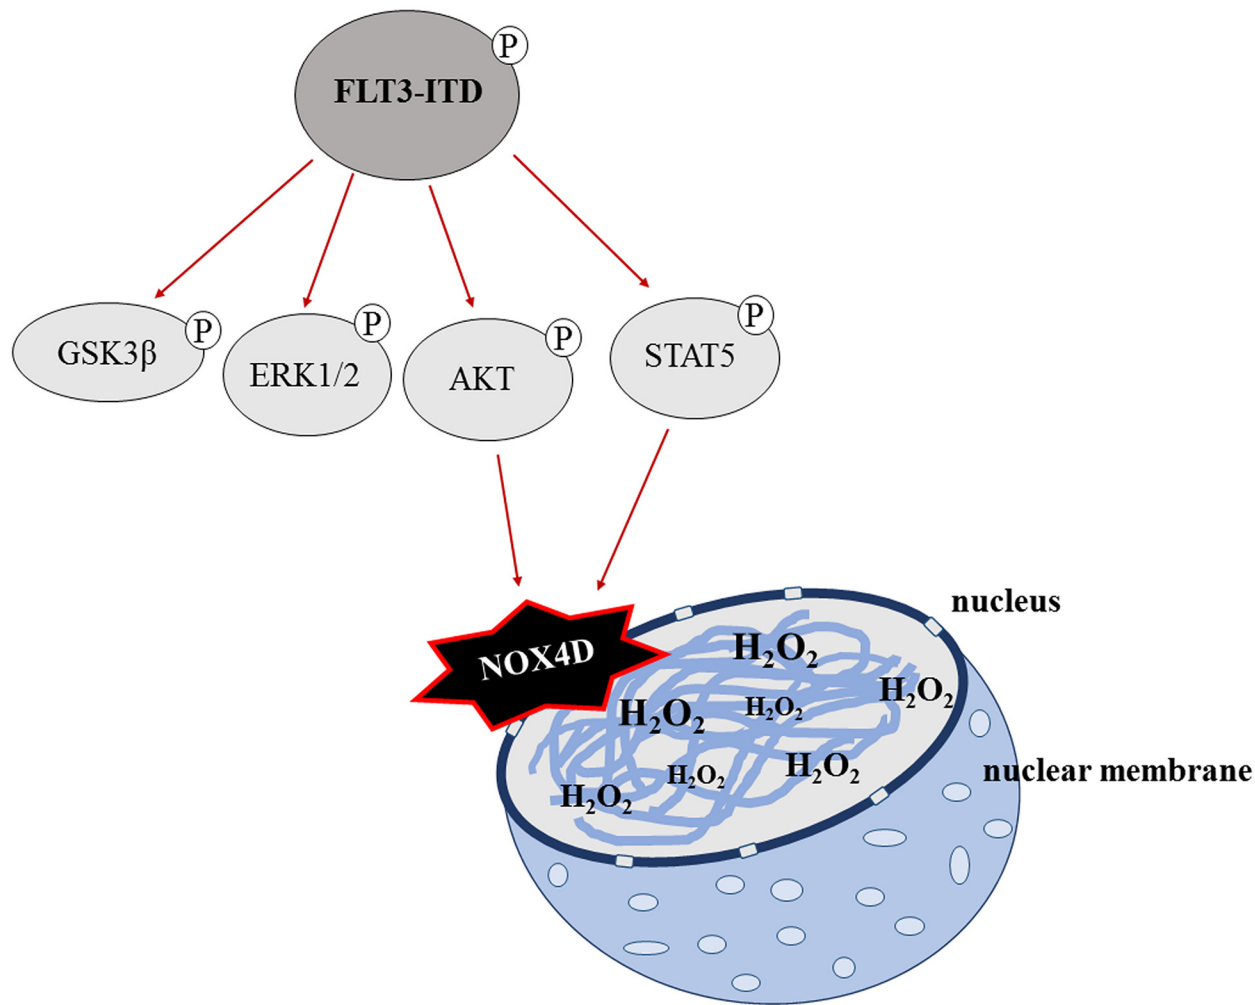 P
FLT3-ITD
P
P
P
P
GSK3β
ERK1/2
AKT
STAT5
nucleus
NOX4D
H₂O₂
H₂O₂
H₂O₂
H₂O₂
H₂O₂
H₂O₂
H₂O₂
nuclear membrane